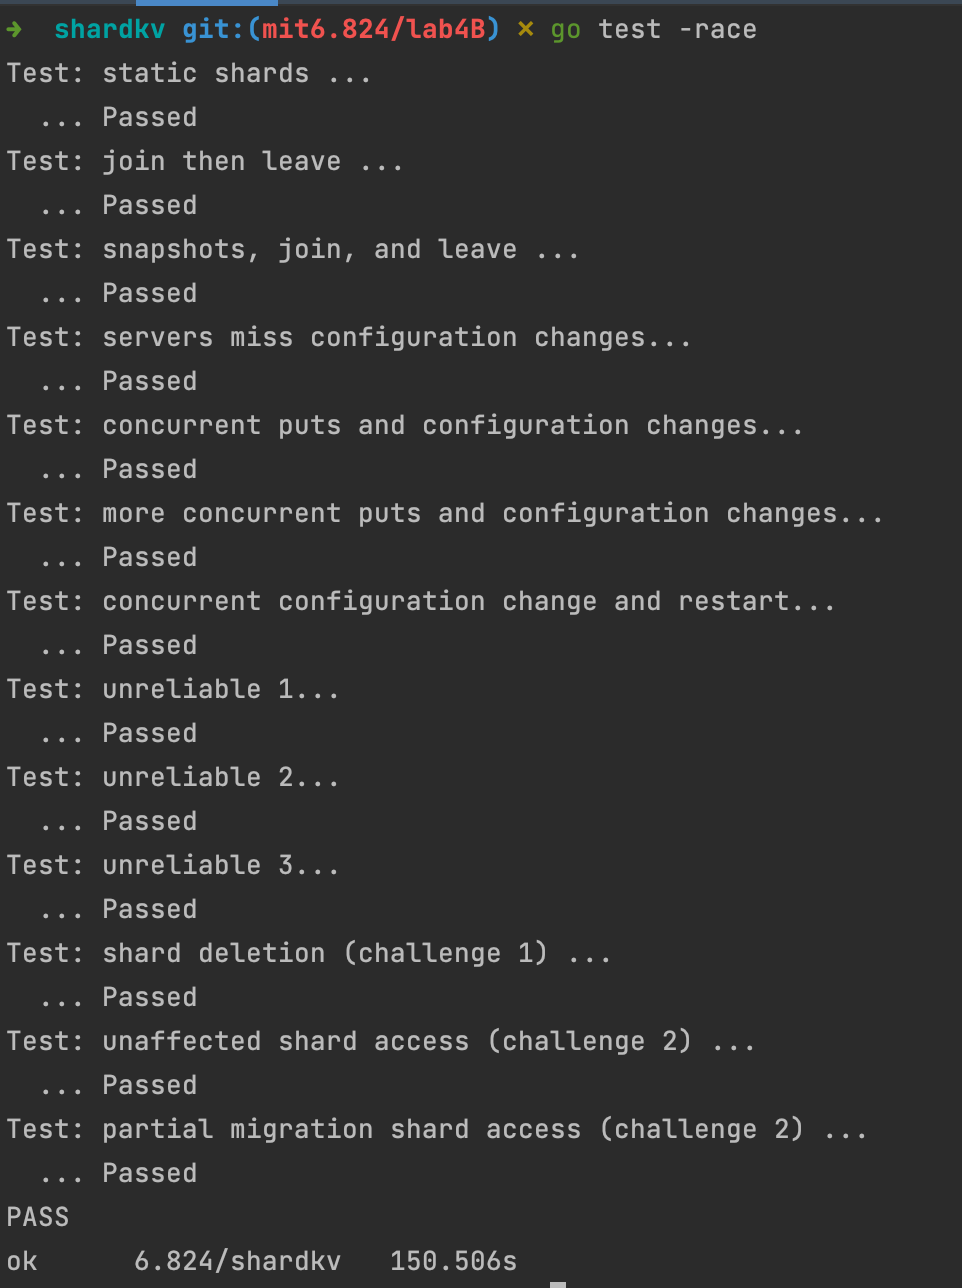 ➜  shardkv git:(mit6.824/lab4B) ✗ go test -race
Test: static shards ...
  ... Passed
Test: join then leave ...
  ... Passed
Test: snapshots, join, and leave ...
  ... Passed
Test: servers miss configuration changes...
  ... Passed
Test: concurrent puts and configuration changes...
  ... Passed
Test: more concurrent puts and configuration changes...
  ... Passed
Test: concurrent configuration change and restart...
  ... Passed
Test: unreliable 1...
  ... Passed
Test: unreliable 2...
  ... Passed
Test: unreliable 3...
  ... Passed
Test: shard deletion (challenge 1) ...
  ... Passed
Test: unaffected shard access (challenge 2) ...
  ... Passed
Test: partial migration shard access (challenge 2) ...
  ... Passed
PASS
ok      6.824/shardkv   150.506s